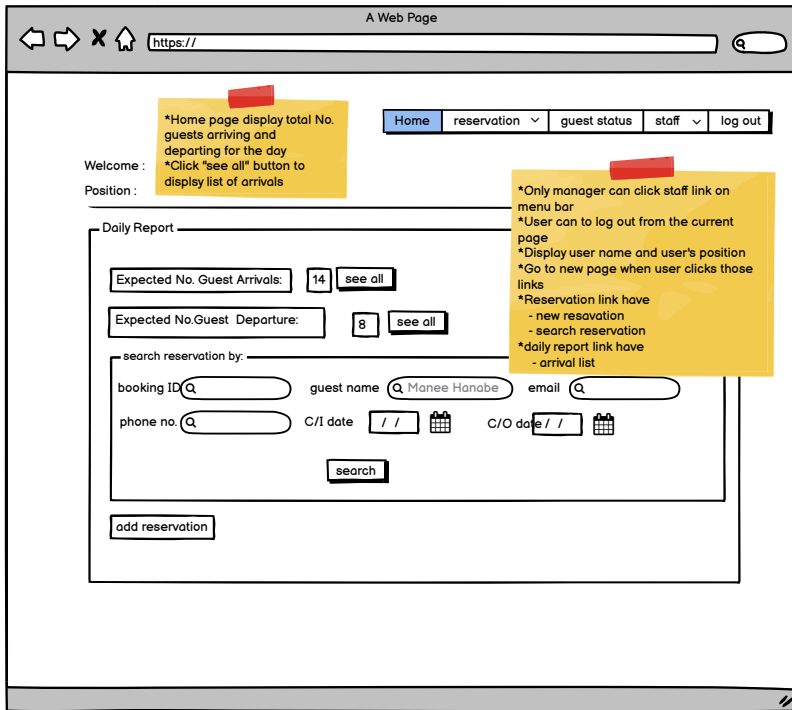 A Web Page
https://
*Home page display total No.
guests arriving and
departing for the day
*Click "see all" button to
display list of arrivals
Home reservation guest status staff log out
Welcome :
Position :
*Only manager can click staff link on
menu bar
*User can to log out from the current
page
*Display user name and user's position
*Go to new page when user clicks those
links
*Reservation link have
- new resavation
- search reservation
*daily report link have
- arrival list
Daily Report
Expected No. Guest Arrivals: 14 see all
Expected No.Guest Departure: 8 see all
search reservation by:
booking ID guest name Manee Hanabe email
phone no. C/I date / / C/O date / /
search
add reservation